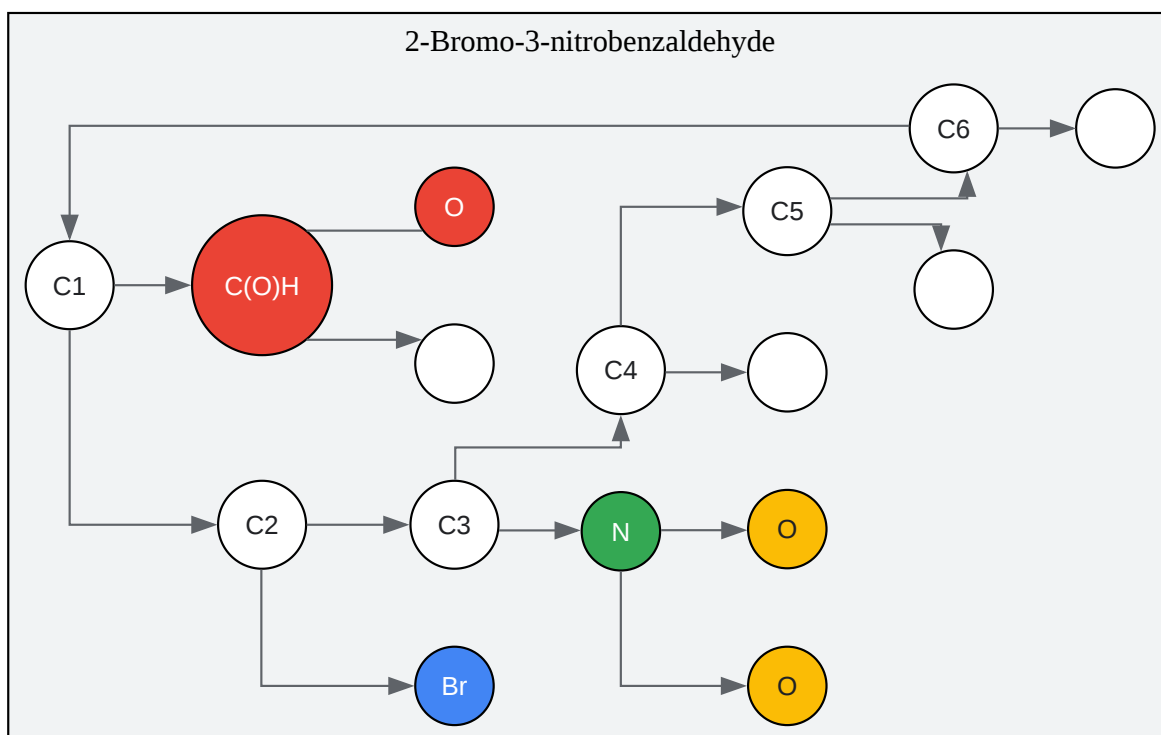 2-Bromo-3-nitrobenzaldehyde
C6
O
C5
C1
C(O)H
C4
C2
C3
N
O
Br
O